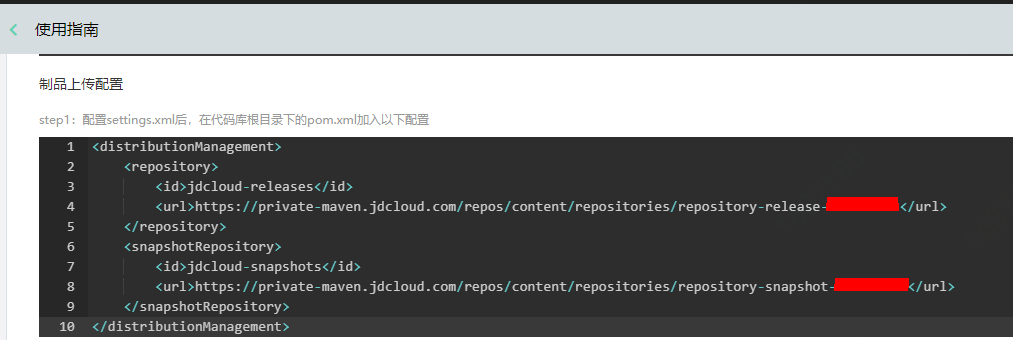 使用指南
制品上传配置
step1：配置settings.xml后，在代码库根目录下的pom.xml加入以下配置
1 <distributionManagement>
2 <repository>
3 <id>jdcloud-releases</id>
4 <url>https://private-maven.jdcloud.com/repos/content/repositories/repository-release-</url>
5 </repository>
6 <snapshotRepository>
7 <id>jdcloud-snapshots</id>
8 <url>https://private-maven.jdcloud.com/repos/content/repositories/repository-snapshot-</url>
9 </snapshotRepository>
10 </distributionManagement>